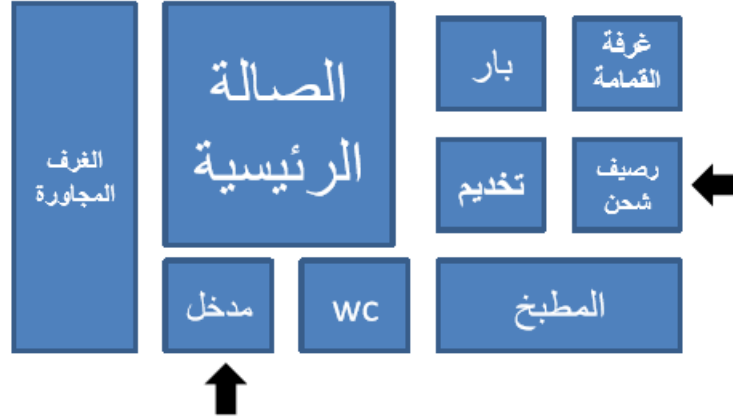 غرفة
القمامة
بار
الصالة
الرئيسية
الغرف
المجاورة
رصيف
شحن
تخديم
المطبخ
WC
مدخل